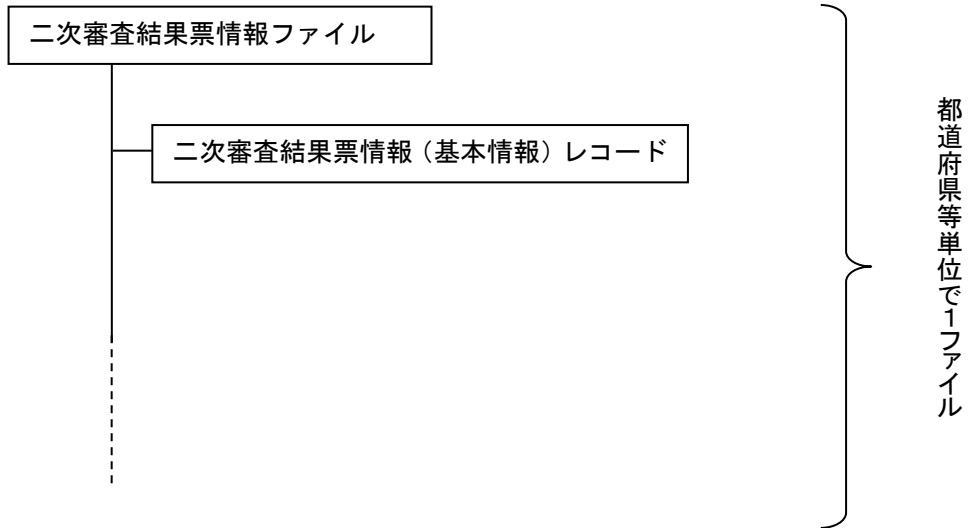 二次審査結果票情報ファイル
二次審査結果票情報（基本情報）レコード
都道府県等単位で１ファイル